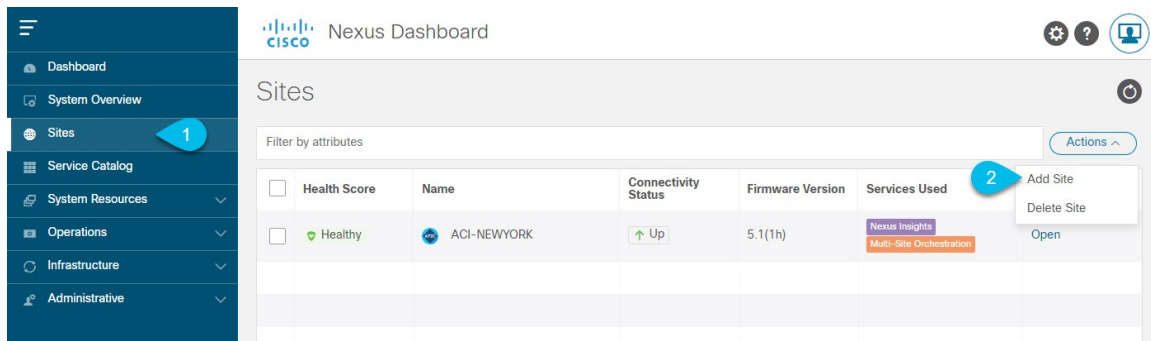 CISCO
Nexus Dashboard
Dashboard
System Overview
Sites
1
Service Catalog
System Resources
Operations
Infrastructure
Administrative
?
Sites
Filter by attributes
Actions
2
Add Site
Delete Site
Health Score
Name
Connectivity
Status
Firmware Version
Services Used
Healthy
ACI-NEWYORK
Up
5.1(1h)
Nexus Insights
Multi-Site Orchestration
Open